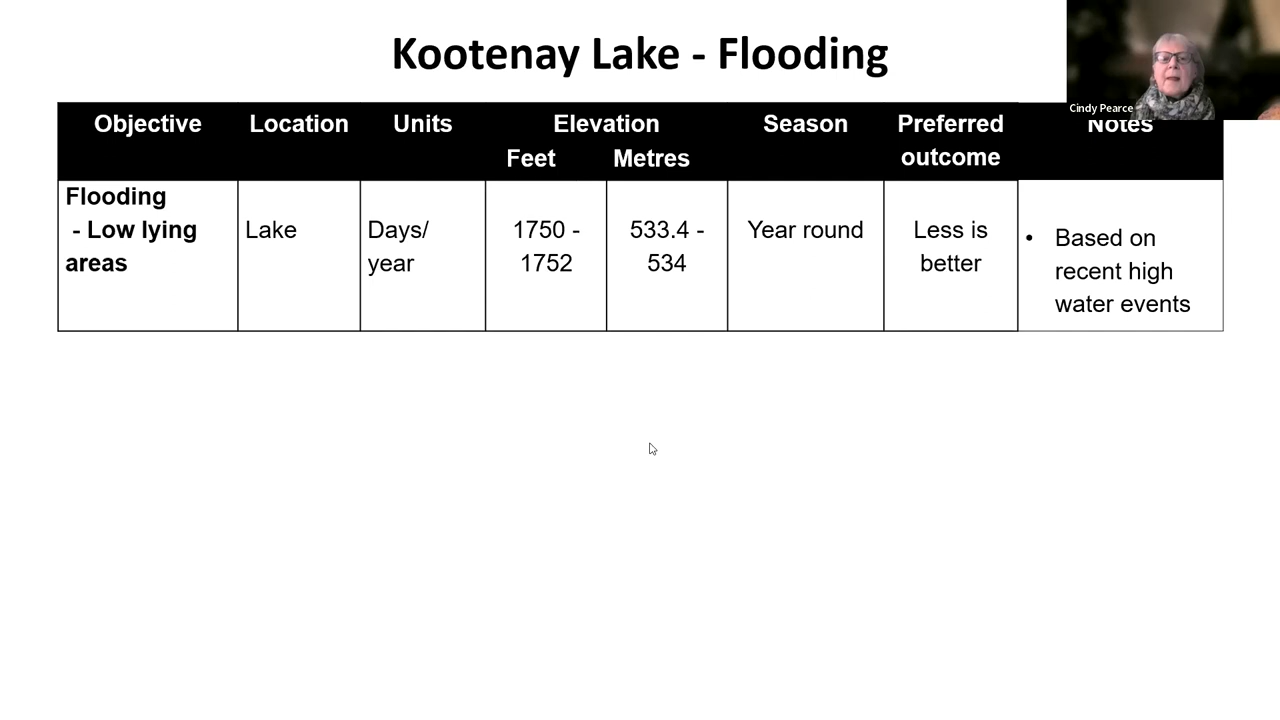 Kootenay Lake - Flooding
Cindy Pearce
Objective
Location
Units
Elevation
Feet Metres
Season
Preferred
outcome
Notes
Flooding
- Low lying
areas
Lake
Days/
year
1750 -
1752
533.4 -
534
Year round
Less is
better
• Based on
recent high
water events